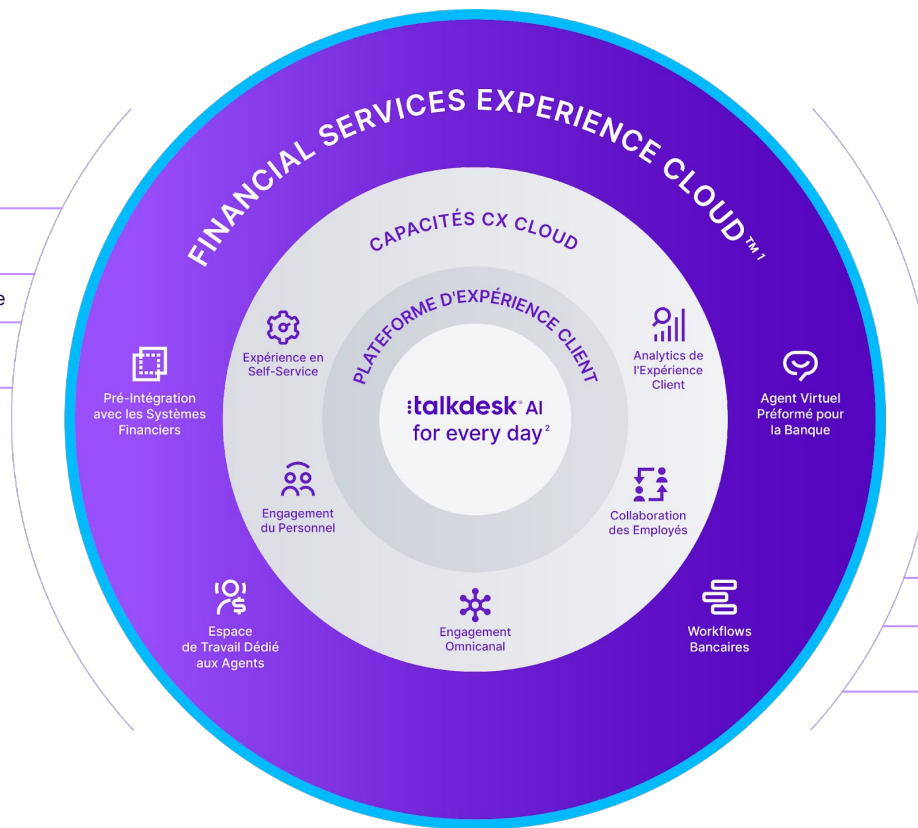 FINANCIAL SERVICES EXPERIENCE CLOUD™ 1
CAPACITÉS CX CLOUD
PLATEFORME D'EXPÉRIENCE CLIENT
:talkdesk® AI
for every day²
Expérience en
Self-Service
Analytics de
l'Expérience
Client
Pré-Intégration
avec les Systèmes
Financiers
Agent Virtuel
Préformé pour
la Banque
Engagement
du Personnel
Collaboration
des Employés
Espace
de Travail Dédié
aux Agents
Engagement
Omnicanal
Workflows
Bancaires